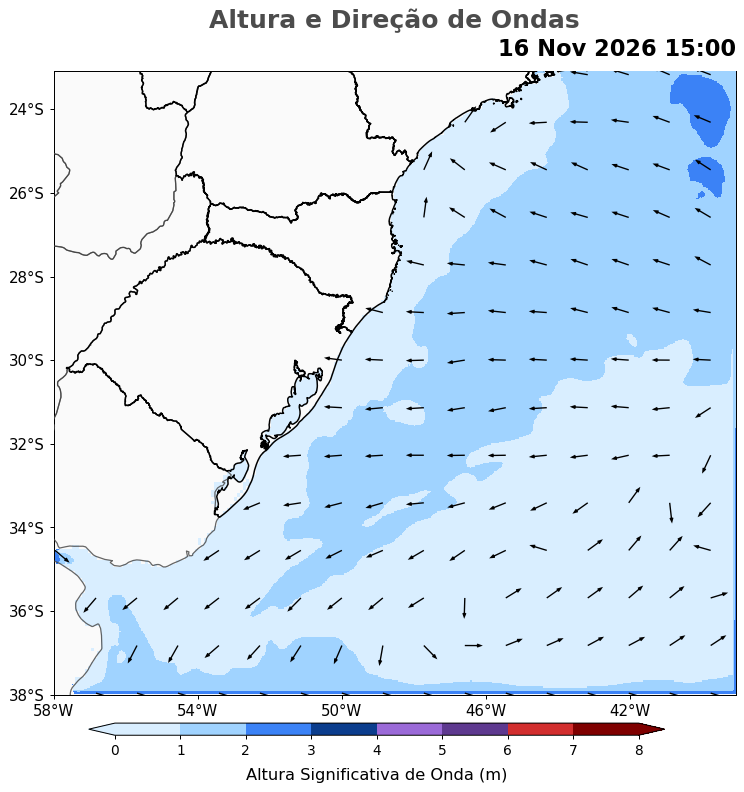 Altura e Direção de Ondas
16 Nov 2026 15:00
24°S
26°S
28°S
30°S
32°S
34°S
36°S
38°S
58°W 54°W 50°W 46°W 42°W
0 1 2 3 4 5 6 7 8
Altura Significativa de Onda (m)